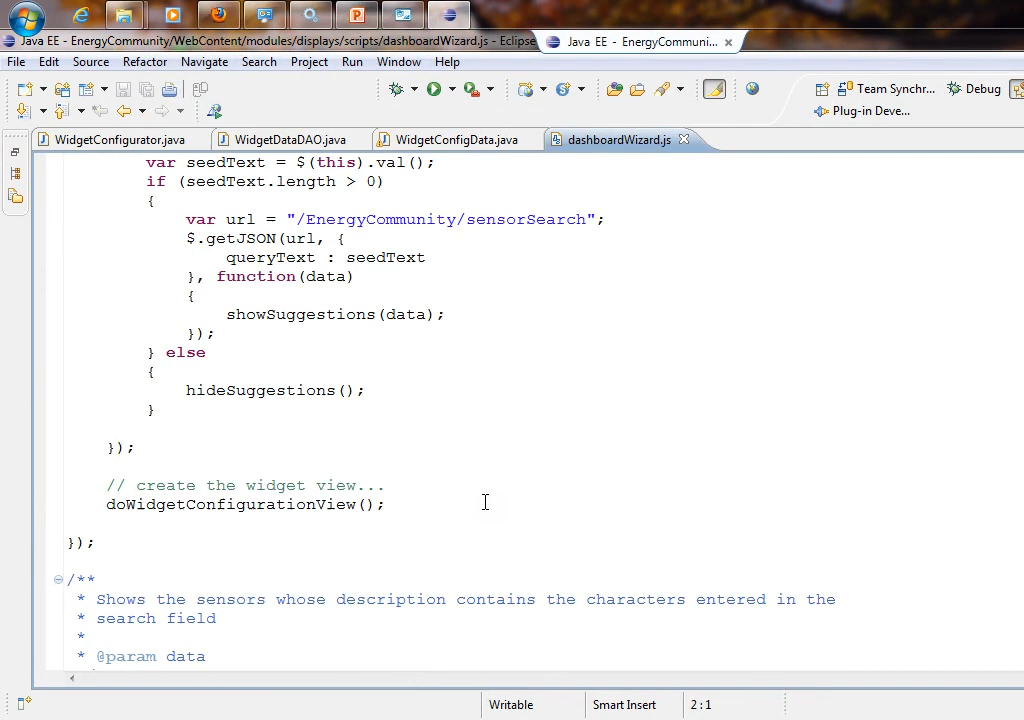 Java EE - EnergyCommunity/WebContent/modules/displays/scripts/dashboardWizard.js - Eclipse
Java EE - EnergyCommuni...
File Edit Source Refactor Navigate Search Project Run Window Help
Team Synchr... Debug
Plug-in Deve...
WidgetConfigurator.java WidgetDataDAO.java WidgetConfigData.java dashboardWizard.js
var seedText = $(this).val();
if (seedText.length > 0)
{
var url = "/EnergyCommunity/sensorSearch";
$.getJSON(url, {
queryText : seedText
}, function(data)
{
showSuggestions(data);
});
} else
{
hideSuggestions();
}
});
// create the widget view...
doWidgetConfigurationView();
});
/**
* Shows the sensors whose description contains the characters entered in the
* search field
*
* @param data
Writable Smart Insert 2 : 1